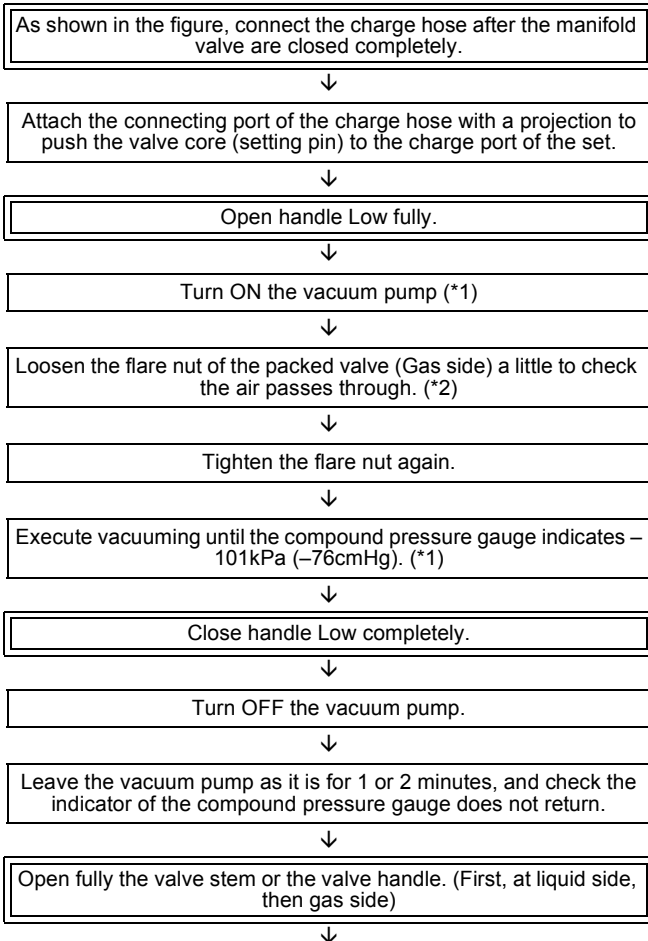 As shown in the figure, connect the charge hose after the manifold
valve are closed completely.
↓
Attach the connecting port of the charge hose with a projection to
push the valve core (setting pin) to the charge port of the set.
↓
Open handle Low fully.
↓
Turn ON the vacuum pump (*1)
↓
Loosen the flare nut of the packed valve (Gas side) a little to check
the air passes through. (*2)
↓
Tighten the flare nut again.
↓
Execute vacuuming until the compound pressure gauge indicates –
101kPa (–76cmHg). (*1)
↓
Close handle Low completely.
↓
Turn OFF the vacuum pump.
↓
Leave the vacuum pump as it is for 1 or 2 minutes, and check the
indicator of the compound pressure gauge does not return.
↓
Open fully the valve stem or the valve handle. (First, at liquid side,
then gas side)
↓